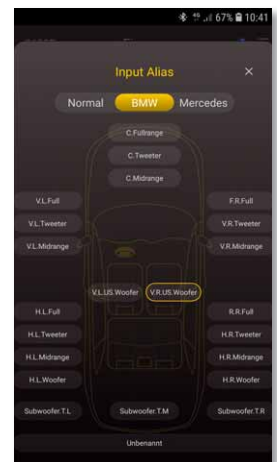 67% 10:41
Input Alias ×
Normal BMW Mercedes
C.Fullrange
C.Tweeter
C.Midrange
V.L.Full F.R.Full
V.L.Tweeter V.R.Tweeter
V.L.Midrange V.R.Midrange
V.L.US.Woofer V.R.US.Woofer
H.L.Full R.R.Full
H.L.Tweeter H.R.Tweeter
H.L.Midrange H.R.Midrange
H.L.Woofer H.R.Woofer
Subwoofer.T.L Subwoofer.T.M Subwoofer.T.R
Unbenannt